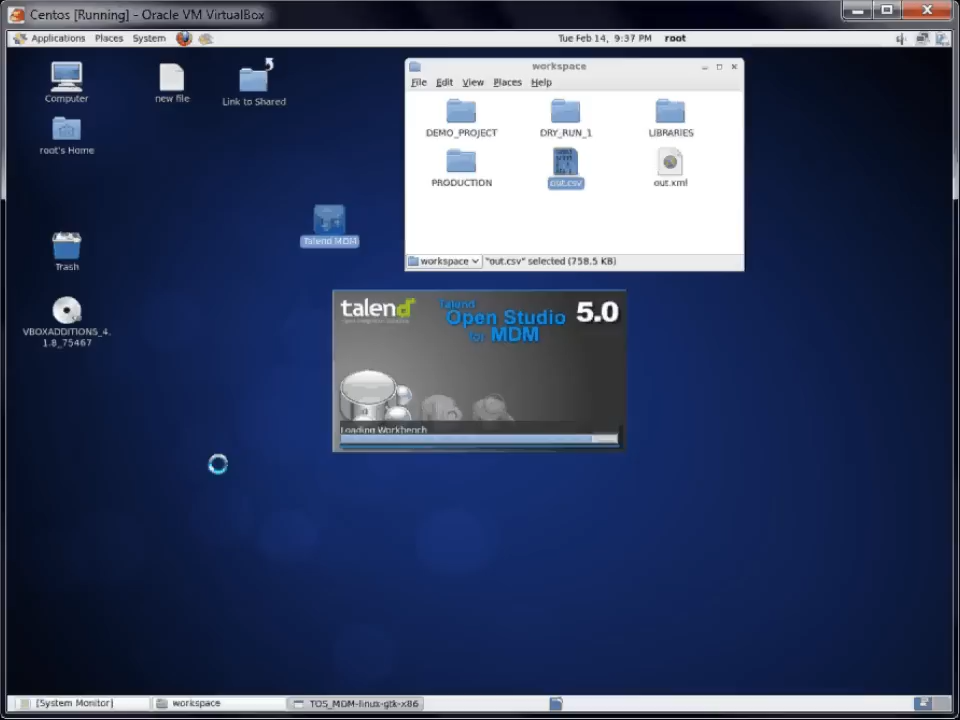 Centos [Running] - Oracle VM VirtualBox
Applications Places System
Tue Feb 14, 9:37 PM root
Computer
new file
Link to Shared
root's Home
Trash
VBOXADDITIONS_4.
1.8_75467
Talend MDM
workspace
File Edit View Places Help
DEMO_PROJECT DRY_RUN_1 LIBRARIES
PRODUCTION out.csv out.xml
workspace "out.csv" selected (758.5 KB)
talend
Talend
Open Studio 5.0
for MDM
Loading Workbench
[System Monitor] workspace TOS_MDM-linux-gtk-x86